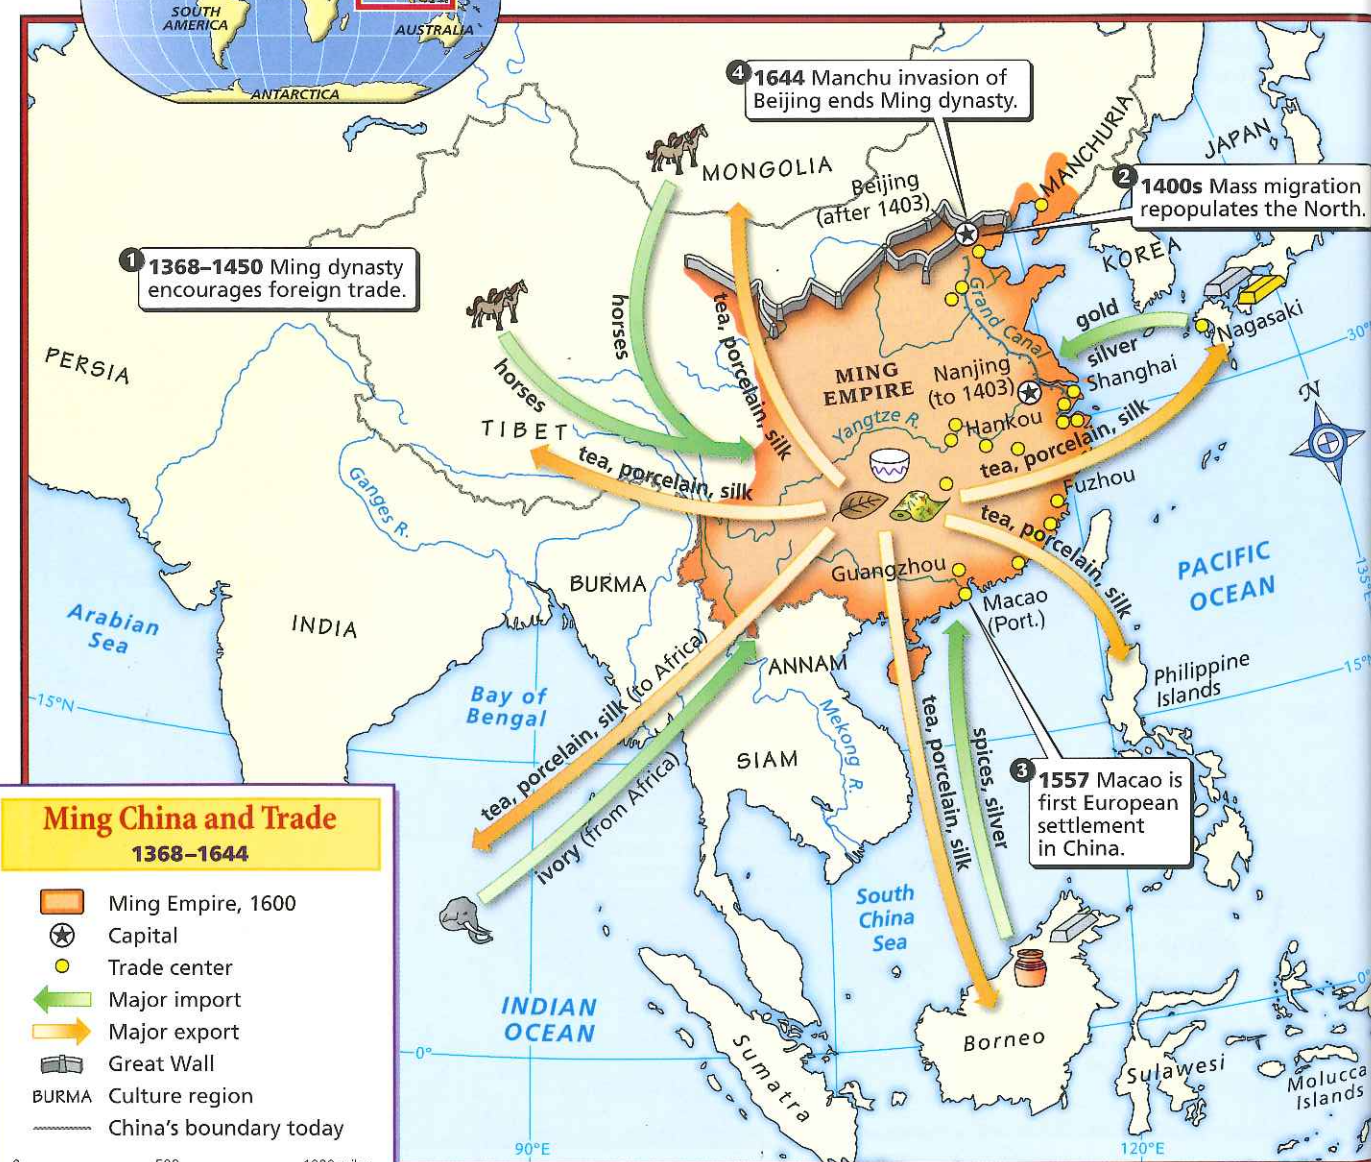 SOUTH
AMERICA
AUSTRALIA
ANTARCTICA
4 1644 Manchu invasion of
Beijing ends Ming dynasty.
MANCHURIA
JAPAN
MONGOLIA
Beijing
(after 1403)
2 1400s Mass migration
repopulates the North.
KOREA
1 1368–1450 Ming dynasty
encourages foreign trade.
horses
tea, porcelain, silk
Grand Canal
gold
silver
Nagasaki
30°
PERSIA
horses
MING
EMPIRE
Nanjing
(to 1403)
Shanghai
N
TIBET
Yangtze R.
Hankou
tea, porcelain, silk
tea, porcelain, silk
Ganges R.
Fuzhou
tea, porcelain, silk
PACIFIC
OCEAN
135°E
BURMA
Guangzhou
Macao
(Port.)
Arabian
Sea
INDIA
ANNAM
Philippine
Islands
15°
15°N
Bay of
Bengal
tea, porcelain, silk (to Africa)
ivory (from Africa)
Mekong R.
SIAM
tea, porcelain, silk
spices, silver
3 1557 Macao is
first European
settlement
in China.
South
China
Sea
INDIAN
OCEAN
0°
0°
Sumatra
Borneo
Sulawesi
Molucca
Islands
90°E
120°E
Ming China and Trade
1368–1644
Ming Empire, 1600
Capital
Trade center
Major import
Major export
Great Wall
BURMA Culture region
China's boundary today